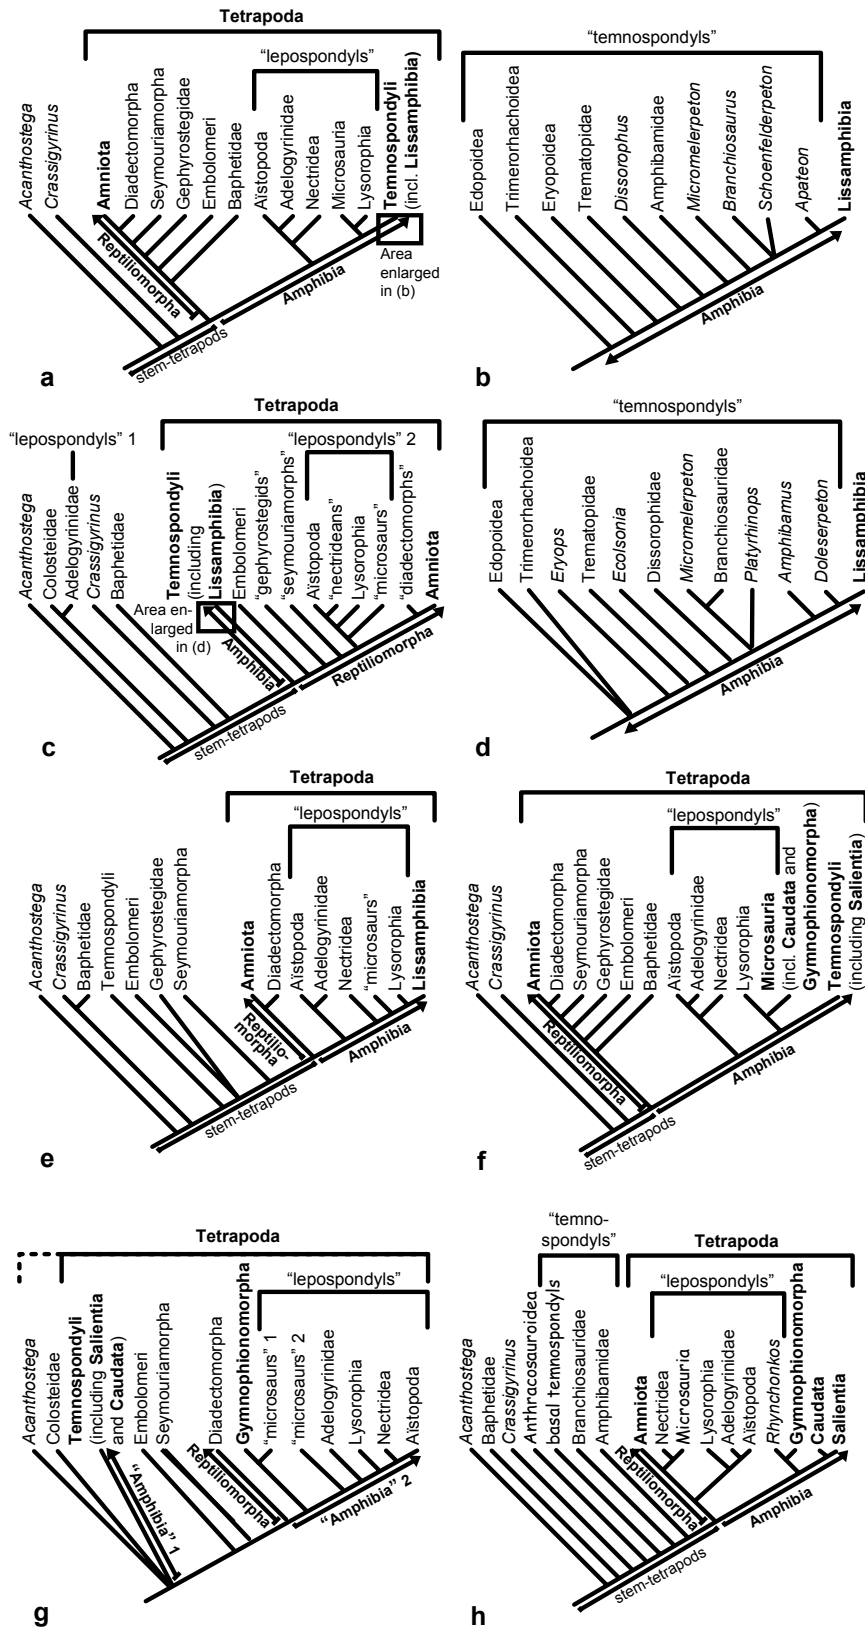 Tetrapoda
“lepospondyls”
Acanthostega
Crassigyrinus
Amniota
Diadectomorpha
Seymouriamorpha
Gephyrostegidae
Embolomeri
Baphetidae
Aïstopoda
Adelogyrinidae
Nectridea
Microsauria
Lysorophia
Temnospondyli
(incl. Lissamphibia)
Reptiliomorpha
Amphibia
Area
enlarged
in (b)
stem-tetrapods
a
“temnospondyls”
Edopoidea
Trimerorhachoidea
Eryopoidea
Trematopidae
Dissorophus
Amphibamidae
Micromelerpeton
Branchiosaurus
Schoenfelderpeton
Apateon
Lissamphibia
Amphibia
b
Tetrapoda
“lepospondyls” 1
“lepospondyls” 2
Acanthostega
Colosteidae
Adelogyrinidae
Crassigyrinus
Baphetidae
Temnospondyli
(including
Lissamphibia)
Embolomeri
“gephyrostegids”
“seymouriamorphs”
Aïstopoda
“nectrideans”
Lysorophia
“microsaurs”
“diadectomorphs”
Amniota
Area en-
larged
in (d)
Amphibia
Reptiliomorpha
stem-tetrapods
c
“temnospondyls”
Edopoidea
Trimerorhachoidea
Eryops
Trematopidae
Ecolsonia
Dissorophidae
Micromelerpeton
Branchiosauridae
Platyrhinops
Amphibamus
Doleserpeton
Lissamphibia
Amphibia
d
Tetrapoda
“lepospondyls”
Acanthostega
Crassigyrinus
Baphetidae
Temnospondyli
Embolomeri
Gephyrostegidae
Seymouriamorpha
Amniota
Diadectomorpha
Aïstopoda
Adelogyrinidae
Nectridea
“microsaurs”
Lysorophia
Lissamphibia
Reptilio-
morpha
Amphibia
stem-tetrapods
e
Tetrapoda
“lepospondyls”
Acanthostega
Crassigyrinus
Amniota
Diadectomorpha
Seymouriamorpha
Gephyrostegidae
Embolomeri
Baphetidae
Aïstopoda
Adelogyrinidae
Nectridea
Lysorophia
Microsauria
(incl. Caudata and
Gymnophionomorpha)
Temnospondyli
(including Salientia)
Reptiliomorpha
Amphibia
stem-tetrapods
f
Tetrapoda
“lepospondyls”
Acanthostega
Colosteidae
Temnospondyli
(including Salientia
and Caudata)
Embolomeri
Seymouriamorpha
Diadectomorpha
Gymnophionomorpha
“microsaurs” 1
“microsaurs” 2
Adelogyrinidae
Lysorophia
Nectridea
Aïstopoda
“Amphibia” 1
Reptiliomorpha
“Amphibia” 2
g
“temno-
spondyls”
Tetrapoda
“lepospondyls”
Acanthostega
Baphetidae
Crassigyrinus
Anthracosauroidea
basal temnospondyls
Branchiosauridae
Amphibamidae
Amniota
Nectridea
Microsauria
Lysorophia
Adelogyrinidae
Aïstopoda
Rhynchonkos
Gymnophionomorpha
Caudata
Salientia
Reptiliomorpha
Amphibia
stem-tetrapods
h